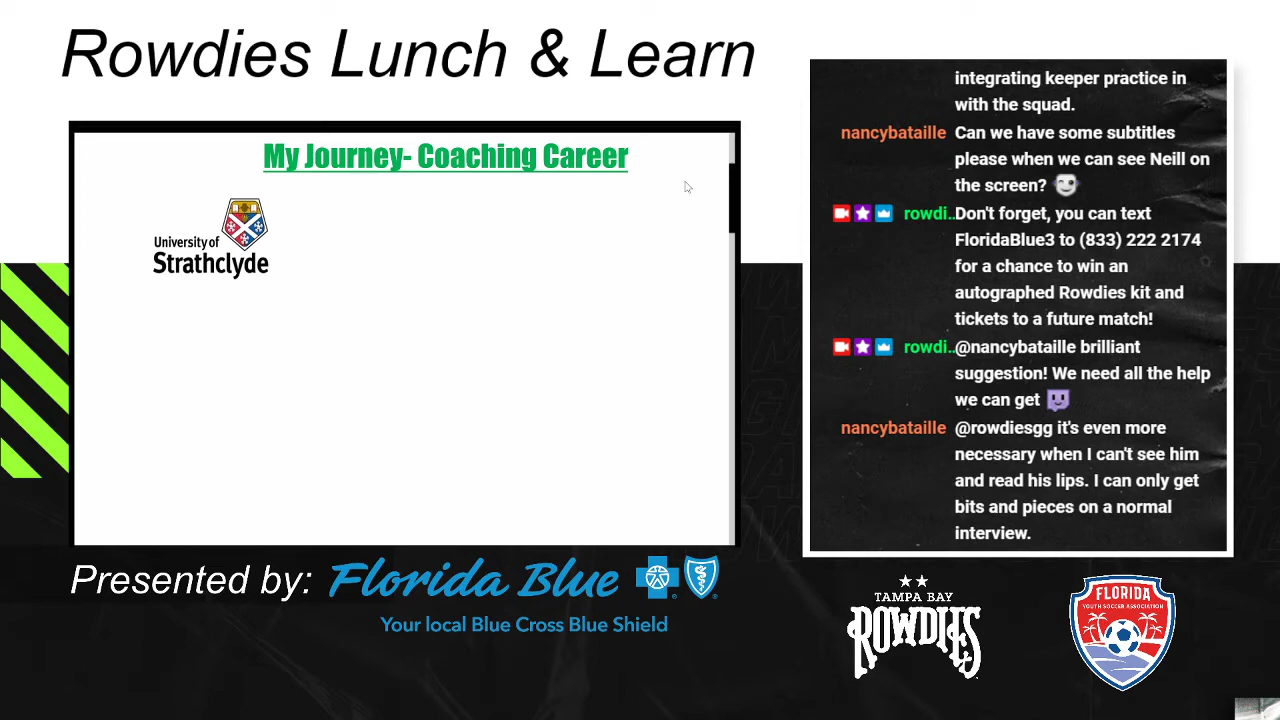 Rowdies Lunch & Learn
My Journey- Coaching Career
University of
Strathclyde
integrating keeper practice in
with the squad.
nancybataille Can we have some subtitles
please when we can see Neill on
the screen?
rowdi.. Don't forget, you can text
FloridaBlue3 to (833) 222 2174
for a chance to win an
autographed Rowdies kit and
tickets to a future match!
rowdi.. @nancybataille brilliant
suggestion! We need all the help
we can get
nancybataille @rowdiesgg it's even more
necessary when I can't see him
and read his lips. I can only get
bits and pieces on a normal
interview.
Presented by: Florida Blue
Your local Blue Cross Blue Shield
TAMPA BAY
ROWDIES
FLORIDA
YOUTH SOCCER ASSOCIATION